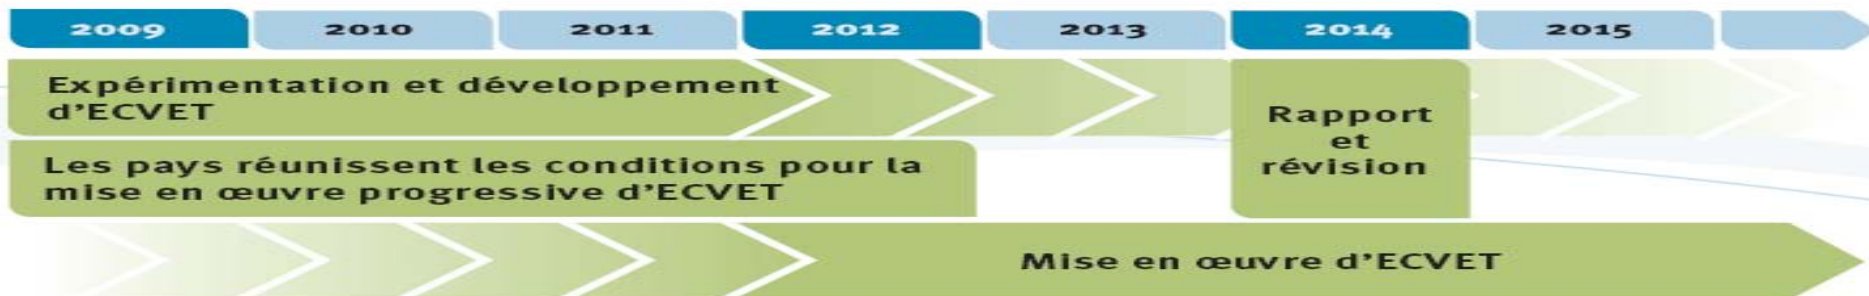 2009 2010 2011 2012 2013 2014 2015
Expérimentation et développement
d'ECVET
Rapport
et
révision
Les pays réunissent les conditions pour la
mise en œuvre progressive d'ECVET
Mise en œuvre d'ECVET